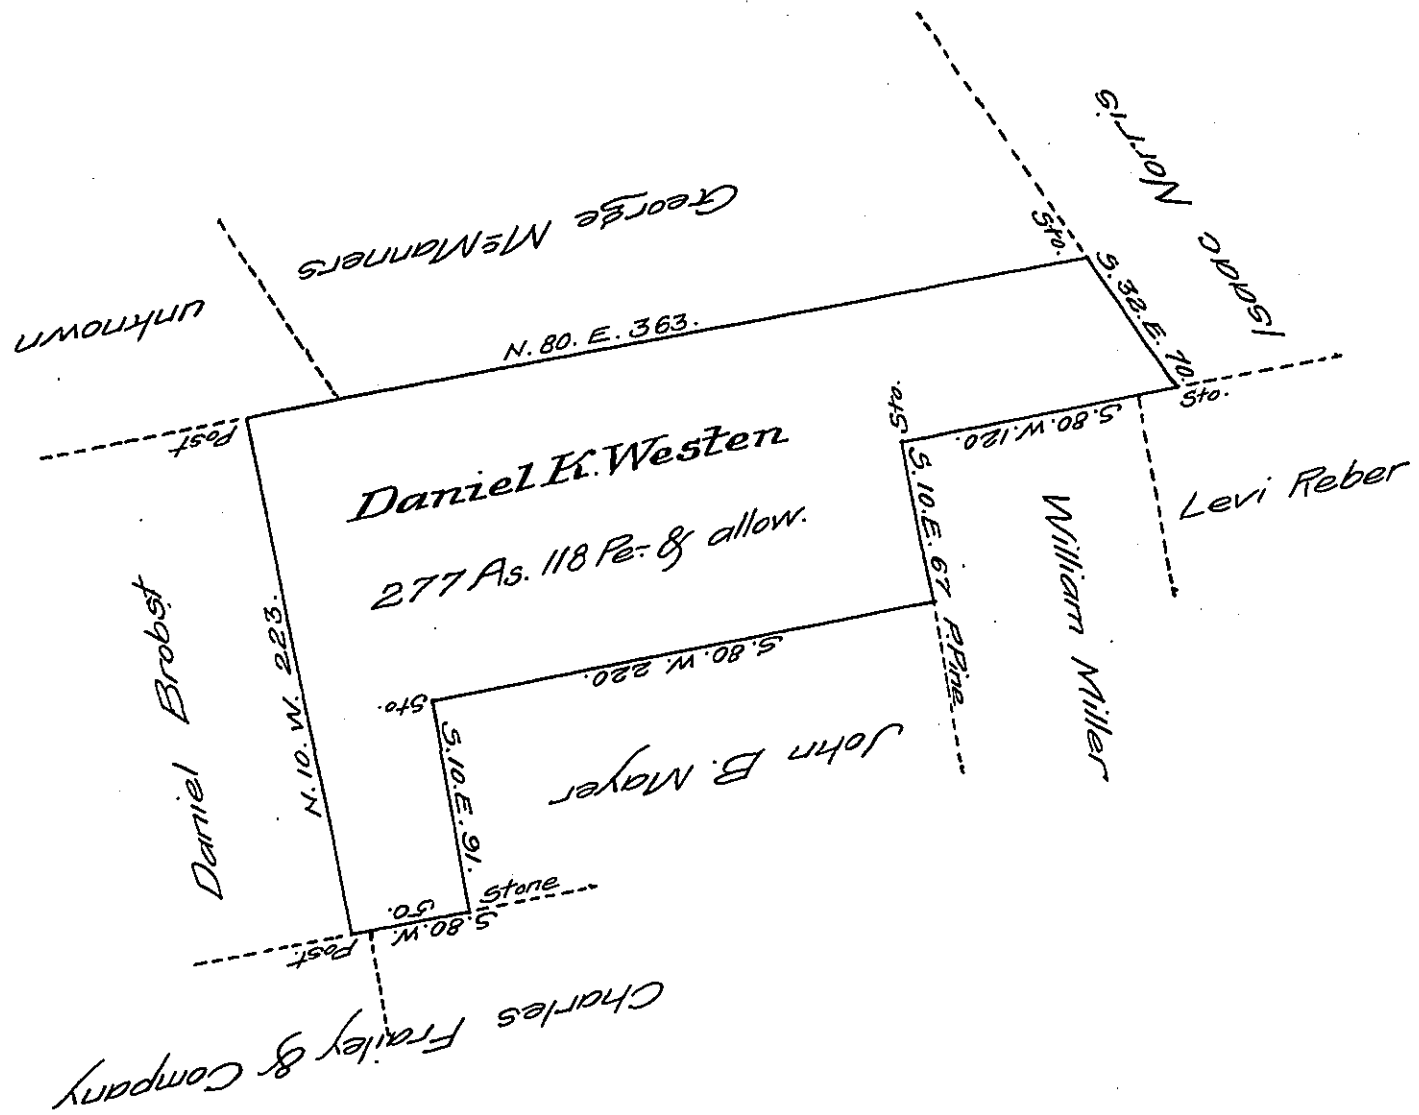 Isaac Norris
George McManners
unknown
Sto.
S. 32. E. 70.
N. 80. E. 363.
Sto.
Post
Sto.
S. 80. W. 120.
Daniel K. Westen
277 As. 118 Pe- & allow.
S. 10. E. 67
P. Pine
William Miller
Levi Reber
Daniel Brobst
N. 10. W. 223.
S. 80. W. 220.
Sto.
S. 10. E. 91.
John B. Mayer
Stone
S. 80. W.
50.
Post.
Charles Frailey & Company